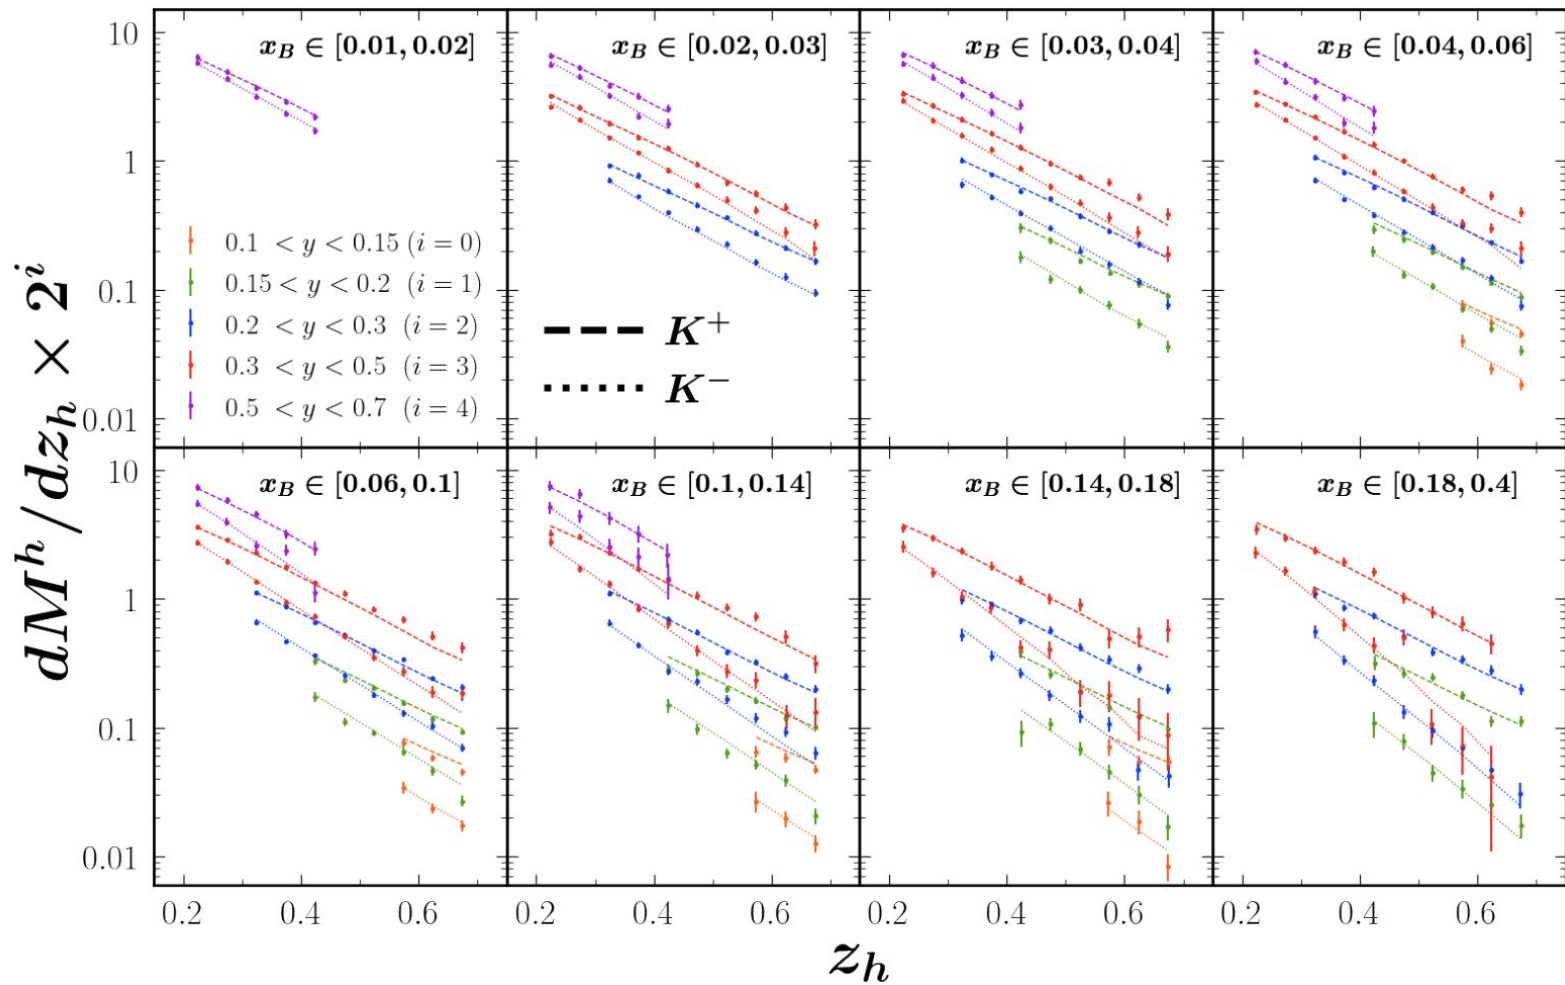 dM^h/dz_h × 2^i
10
1
0.1
0.01
x_B ∈ [0.01, 0.02]
x_B ∈ [0.02, 0.03]
x_B ∈ [0.03, 0.04]
x_B ∈ [0.04, 0.06]
0.1 < y < 0.15 (i = 0)
0.15 < y < 0.2 (i = 1)
0.2 < y < 0.3 (i = 2)
0.3 < y < 0.5 (i = 3)
0.5 < y < 0.7 (i = 4)
K^+
K^−
10
1
0.1
0.01
x_B ∈ [0.06, 0.1]
x_B ∈ [0.1, 0.14]
x_B ∈ [0.14, 0.18]
x_B ∈ [0.18, 0.4]
0.2 0.4 0.6 0.2 0.4 0.6 0.2 0.4 0.6 0.2 0.4 0.6
z_h